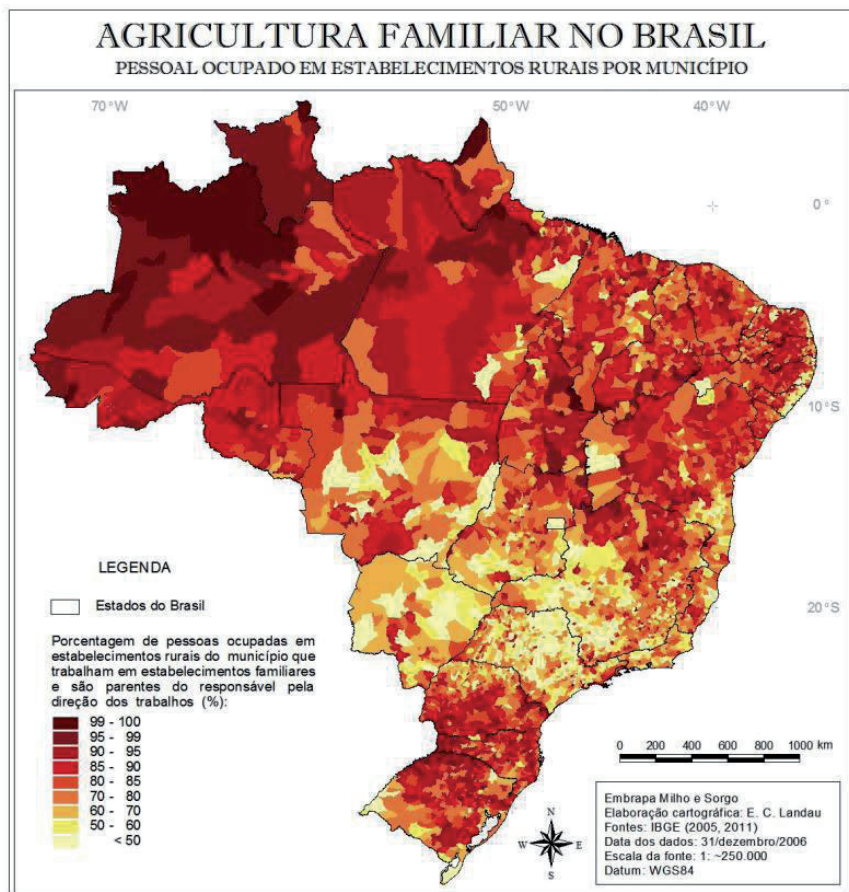 AGRICULTURA FAMILIAR NO BRASIL
PESSOAL OCUPADO EM ESTABELECIMENTOS RURAIS POR MUNICÍPIO
70°W
50°W
40°W
0°
10°S
20°S
LEGENDA
Estados do Brasil
Porcentagem de pessoas ocupadas em
estabelecimentos rurais do município que
trabalham em estabelecimentos familiares
e são parentes do responsável pela
direção dos trabalhos (%):
99 - 100
95 - 99
90 - 95
85 - 90
80 - 85
70 - 80
60 - 70
50 - 60
< 50
0 200 400 600 800 1000 km
N
W E
S
Embrapa Milho e Sorgo
Elaboração cartográfica: E. C. Landau
Fontes: IBGE (2005, 2011)
Data dos dados: 31/dezembro/2006
Escala da fonte: 1: ~250.000
Datum: WGS84